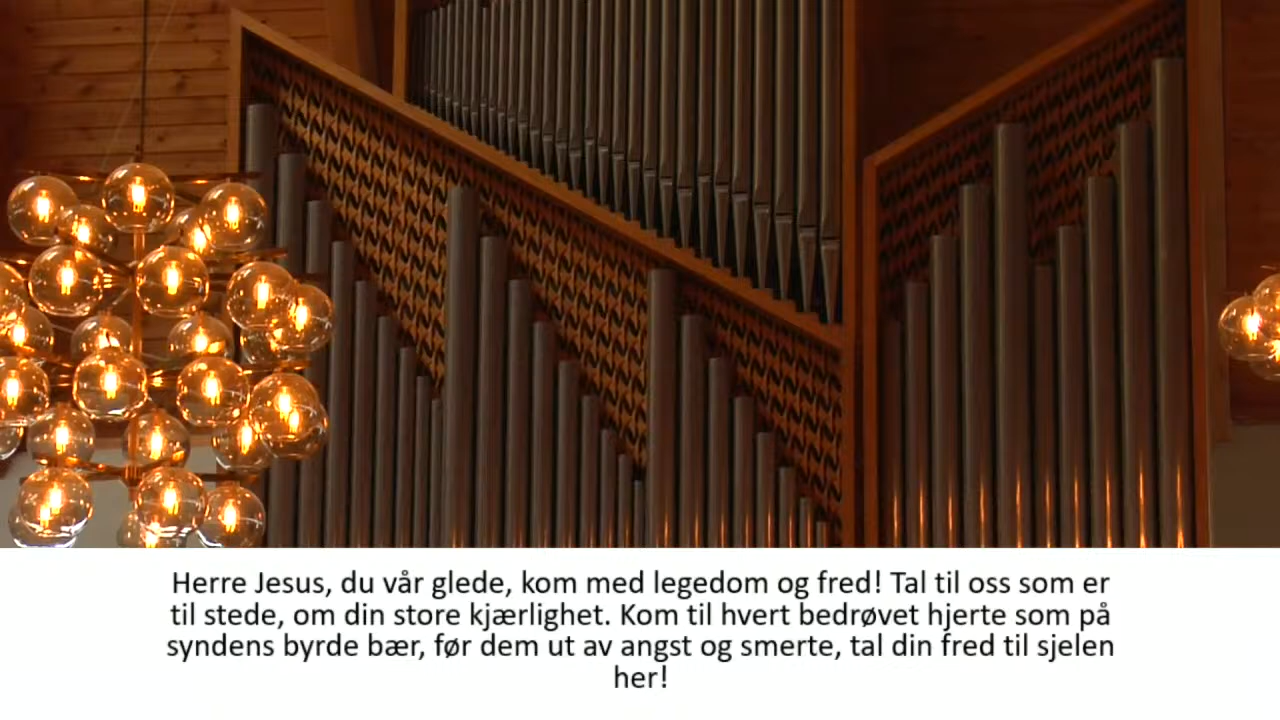 Herre Jesus, du vår glede, kom med legedom og fred! Tal til oss som er
til stede, om din store kjærlighet. Kom til hvert bedrøvet hjerte som på
syndens byrde bær, før dem ut av angst og smerte, tal din fred til sjelen
her!